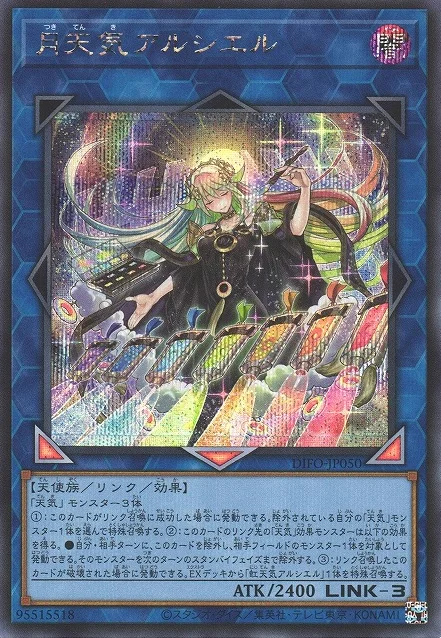 月天気アルシエル
闇
DIFO-JP050
【天使族／リンク／効果】
「天気」モンスター３体
①：このカードがリンク召喚に成功した場合に発動できる。除外されている自分の「天気」モン
スター１体を選んで特殊召喚する。②：このカードのリンク先の「天気」効果モンスターは以下の効果
を得る。●自分・相手ターンに、このカードを除外し、相手フィールドのモンスター１体を対象として
発動できる。そのモンスターを次のターンのスタンバイフェイズまで除外する。③：リンク召喚したこの
カードが破壊された場合に発動できる。EXデッキから「虹天気アルシエル」１体を特殊召喚する。
ATK/2400 LINK-3
95515518
©スタジオ・ダイス／集英社・テレビ東京・KONAMI